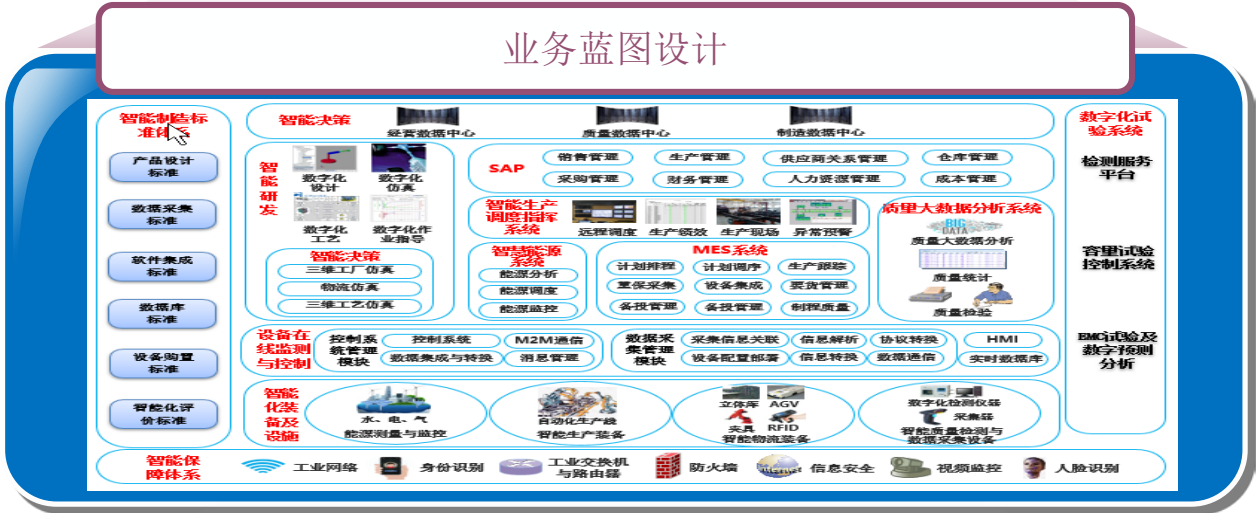 业务蓝图设计
智能制造标
准体系
产品设计
标准
数据采集
标准
软件集成
标准
数据库
标准
设备购置
标准
智能化评
价标准
智能决策
经营数据中心
质量数据中心
制造数据中心
智
能
研
发
数字化
设计
数字化
仿真
数字化
工艺
数字化作
业指导
智能决策
三维工厂仿真
物流仿真
三维工艺仿真
SAP
销售管理
生产管理
供应商关系管理
仓库管理
采购管理
财务管理
人力资源管理
成本管理
智能生产
调度指挥
系统
远程调度
生产绩效
生产现场
异常预警
智慧能源
系统
能源分析
能源调度
能源监控
MES系统
计划排程
计划调序
生产跟踪
里保采集
设备集成
要货管理
备投管理
备投管理
制程质量
质里大数据分析系统
BIG
DATA
质量大数据分析
质量统计
质量检验
设备在
线监测
与控制
控制系
统管理
模块
控制系统
M2M通信
数据集成与转换
消息管理
数据采
集管理
模块
采集信息关联
信息解析
协议转换
HMI
设备配置部署
信息转换
数据通信
实时数据库
智能
化装
备及
设施
水、电、气
能源测量与监控
自动化生产线
智能生产装备
立体库
AGV
夹具
RFID
智能物流装备
数字化检测仪器
采集器
智能质量检测与
数据采集设备
数字化试
验系统
检测服务
平台
容里试验
控制系统
EMC试验及
数字预测
分析
智能保
障体系
工业网络
身份识别
工业交换机
与路由器
防火墙
信息安全
视频监控
人脸识别